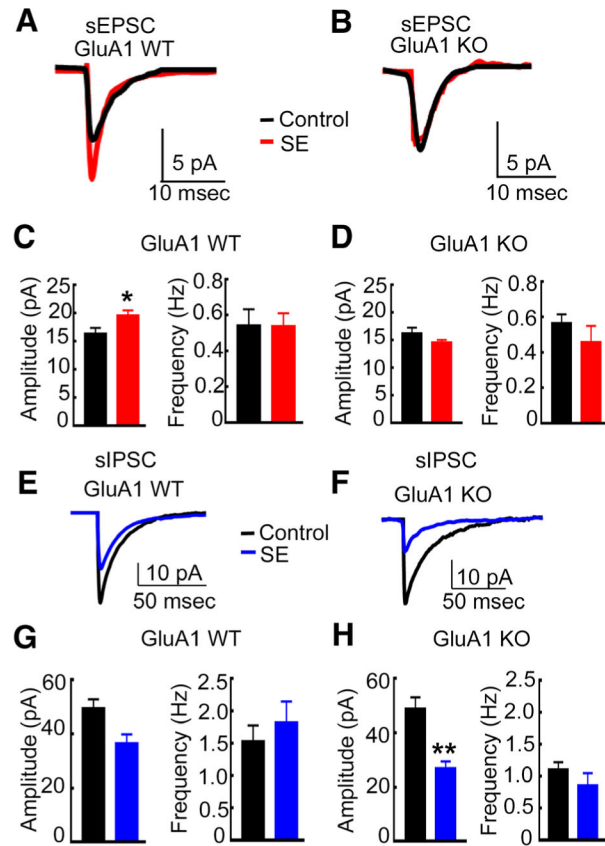 A
sEPSC
GluA1 WT
B
sEPSC
GluA1 KO
Control
SE
5 pA
10 msec
5 pA
10 msec
C
GluA1 WT
D
GluA1 KO
Amplitude (pA)
25
20
15
10
5
0
*
Frequency (Hz)
0.8
0.6
0.4
0.2
0
Amplitude (pA)
25
20
15
10
5
0
Frequency (Hz)
0.8
0.6
0.4
0.2
0
E
sIPSC
GluA1 WT
F
sIPSC
GluA1 KO
Control
SE
10 pA
50 msec
10 pA
50 msec
G
GluA1 WT
H
GluA1 KO
Amplitude (pA)
60
40
20
0
Frequency (Hz)
2.5
2.0
1.5
1.0
0.5
0
Amplitude (pA)
60
40
20
0
**
Frequency (Hz)
2.5
2.0
1.5
1.0
0.5
0